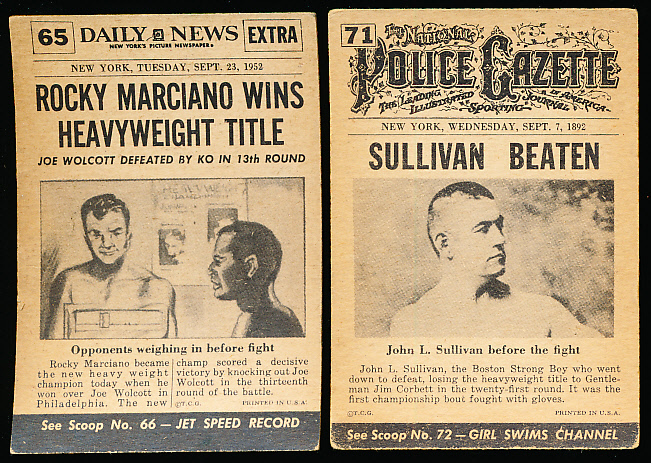 65
DAILY NEWS
NEW YORK'S PICTURE NEWSPAPER
EXTRA
NEW YORK, TUESDAY, SEPT. 23, 1952
ROCKY MARCIANO WINS
HEAVYWEIGHT TITLE
JOE WOLCOTT DEFEATED BY KO IN 13th ROUND
Opponents weighing in before fight
Rocky Marciano became
the new heavy weight
champion today when he
won over Joe Wolcott in
Philadelphia. The new
champ scored a decisive
victory by knocking out Joe
Wolcott in the thirteenth
round of the battle.
©T.C.G. PRINTED IN U.S.A.
See Scoop No. 66 — JET SPEED RECORD
71
The National
Police Gazette
The Leading
Illustrated
Sporting
Journal
in America
NEW YORK, WEDNESDAY, SEPT. 7, 1892
SULLIVAN BEATEN
John L. Sullivan before the fight
John L. Sullivan, the Boston Strong Boy who went
down to defeat, losing the heavyweight title to Gentle-
man Jim Corbett in the twenty-first round. It was the
first championship bout fought with gloves.
©T.C.G. PRINTED IN U.S.A.
See Scoop No. 72 — GIRL SWIMS CHANNEL